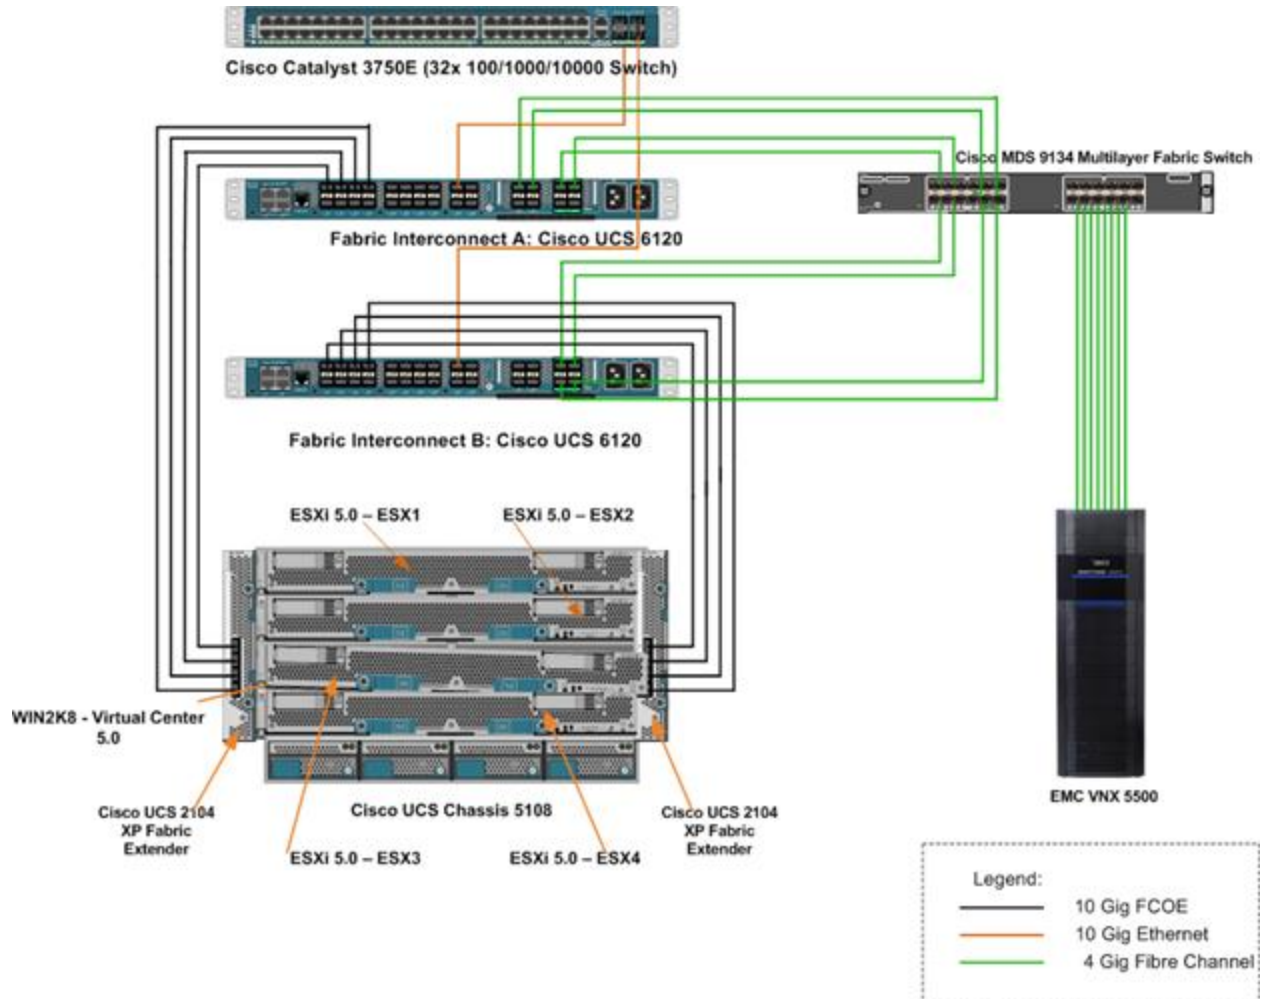 Cisco Catalyst 3750E (32x 100/1000/10000 Switch)
Cisco MDS 9134 Multilayer Fabric Switch
Fabric Interconnect A: Cisco UCS 6120
Fabric Interconnect B: Cisco UCS 6120
ESXi 5.0 – ESX1
ESXi 5.0 – ESX2
WIN2K8 - Virtual Center
5.0
Cisco UCS 2104
XP Fabric
Extender
Cisco UCS Chassis 5108
Cisco UCS 2104
XP Fabric
Extender
ESXi 5.0 – ESX3
ESXi 5.0 – ESX4
EMC VNX 5500
Legend:
10 Gig FCOE
10 Gig Ethernet
4 Gig Fibre Channel